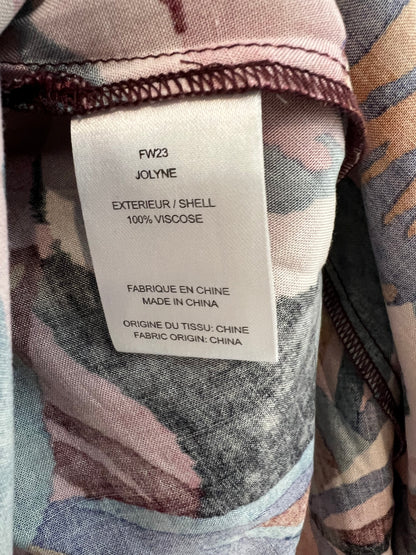 FW23
JOLYNE
EXTERIEUR / SHELL
100% VISCOSE
FABRIQUE EN CHINE
MADE IN CHINA
ORIGINE DU TISSU: CHINE
FABRIC ORIGIN: CHINA